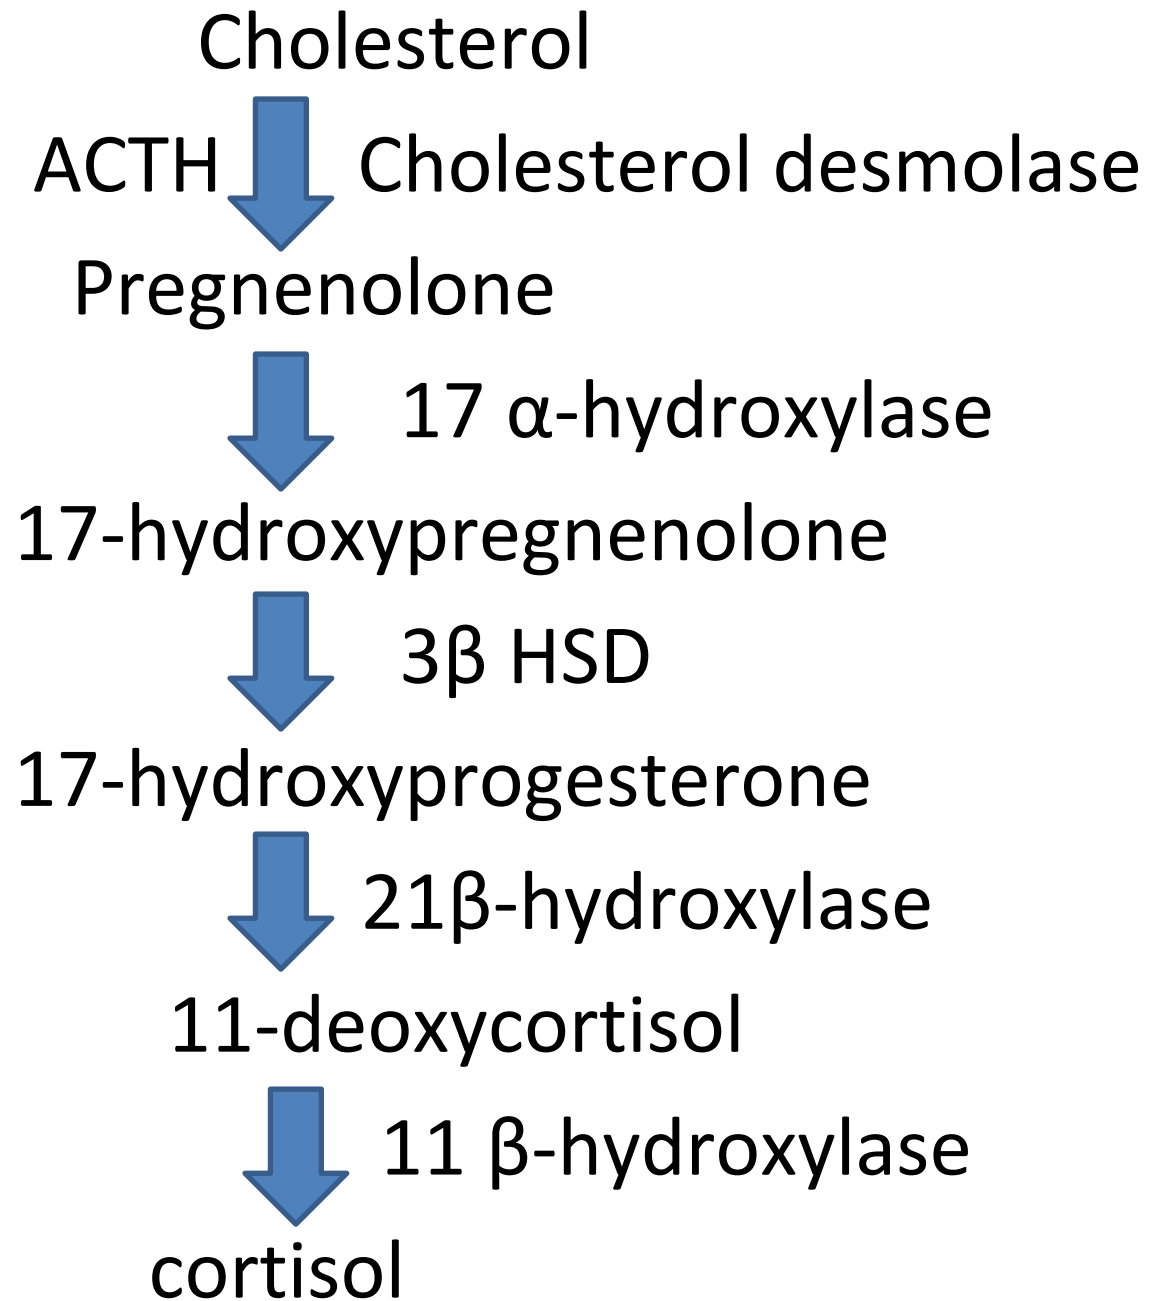 Cholesterol
ACTH Cholesterol desmolase
Pregnenolone
17 α-hydroxylase
17-hydroxypregnenolone
3β HSD
17-hydroxyprogesterone
21β-hydroxylase
11-deoxycortisol
11 β-hydroxylase
cortisol